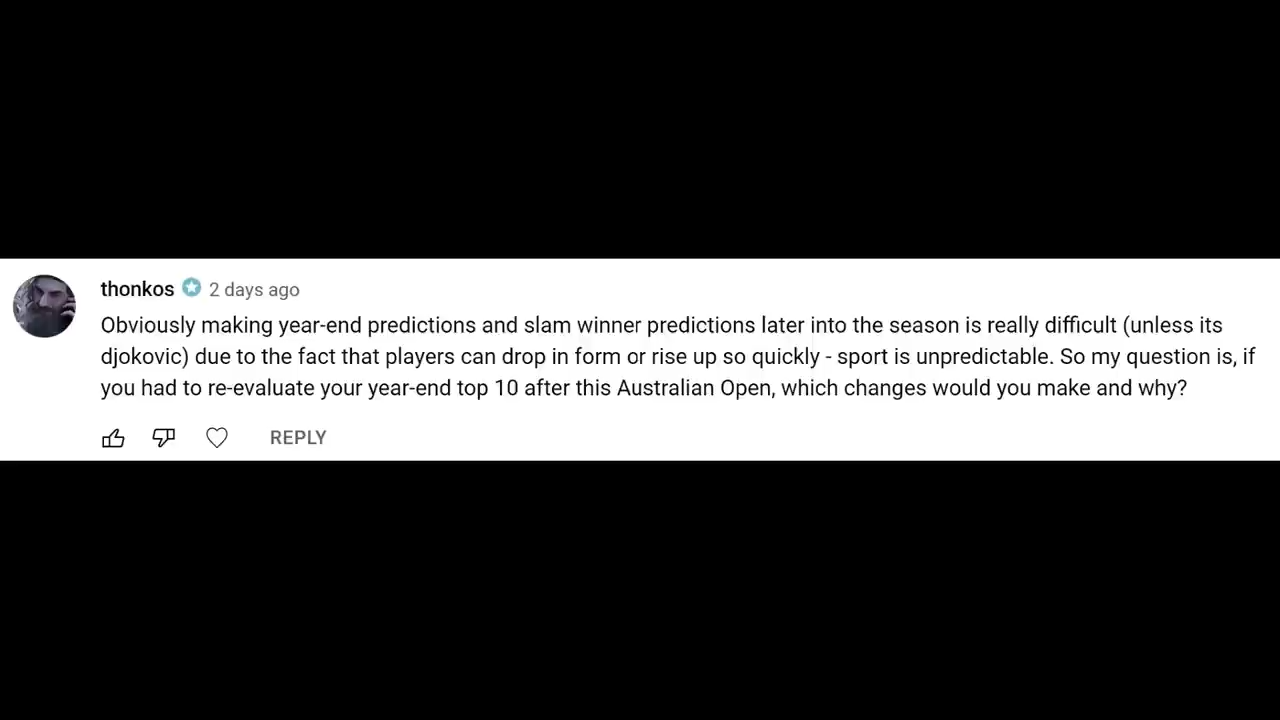 thonkos 2 days ago
Obviously making year-end predictions and slam winner predictions later into the season is really difficult (unless its
djokovic) due to the fact that players can drop in form or rise up so quickly - sport is unpredictable. So my question is, if
you had to re-evaluate your year-end top 10 after this Australian Open, which changes would you make and why?
REPLY